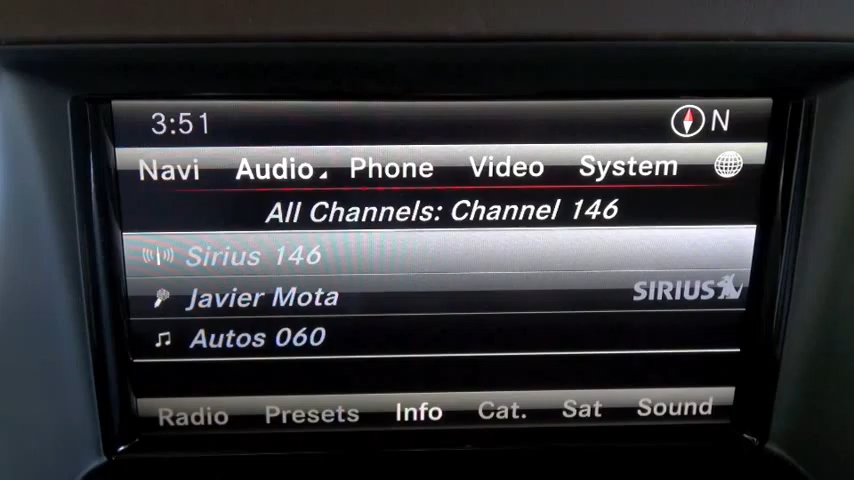 3:51 N
Navi Audio Phone Video System
All Channels: Channel 146
Sirius 146
Javier Mota SIRIUS
Autos 060
Radio Presets Info Cat. Sat Sound